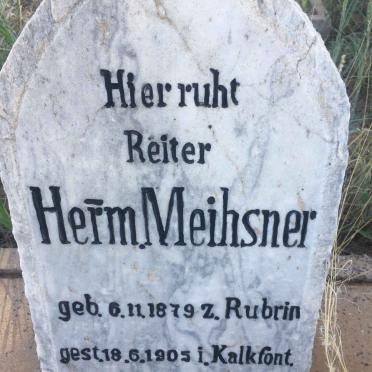 Hier ruht
Reiter
Herm̅. Meihsner
geb. 6.11.1879 z. Rubrin
gest. 18.6.1905 i. Kalkfont.